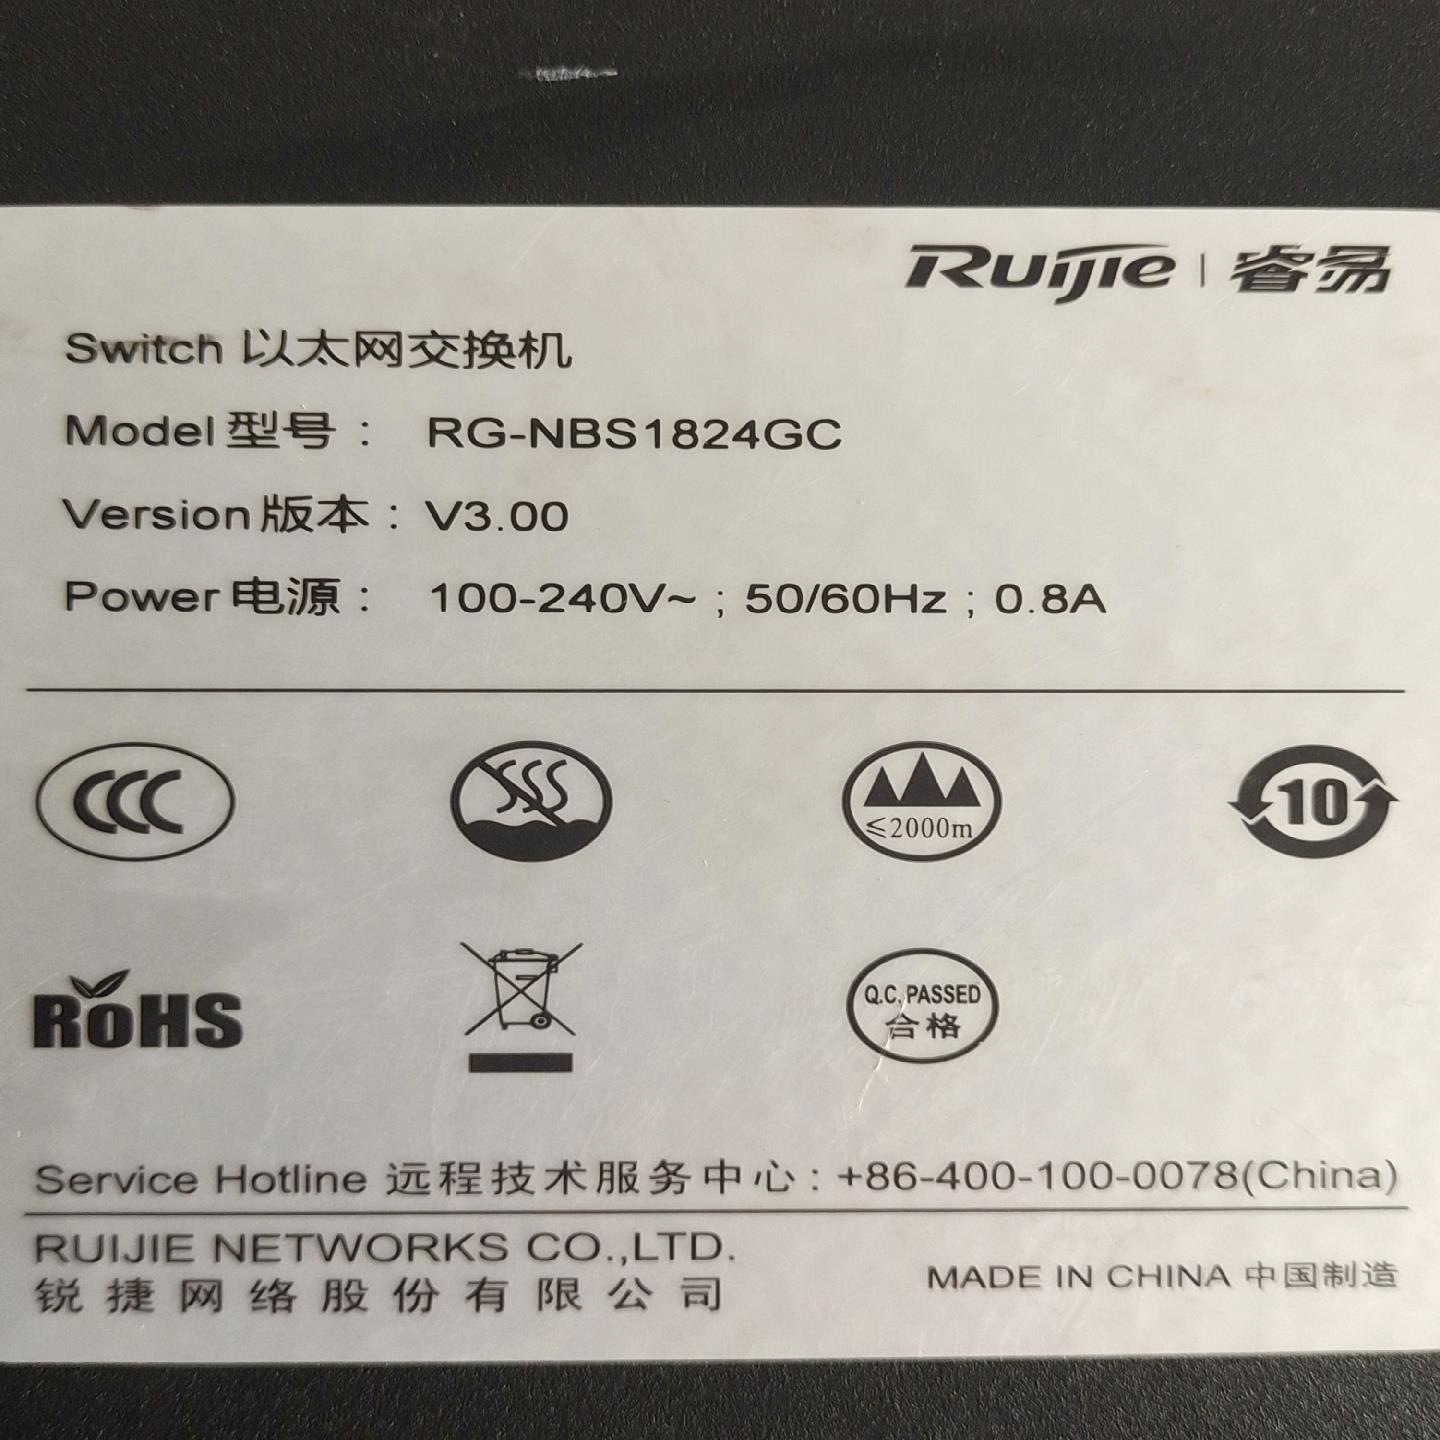 Ruijie | 睿易
Switch 以太网交换机
Model 型号： RG-NBS1824GC
Version 版本：V3.00
Power 电源： 100-240V~；50/60Hz；0.8A
CCC
≤2000m
10
RoHS
Q.C. PASSED
合格
Service Hotline 远程技术服务中心：+86-400-100-0078(China)
RUIJIE NETWORKS CO.,LTD.
锐捷网络股份有限公司
MADE IN CHINA 中国制造